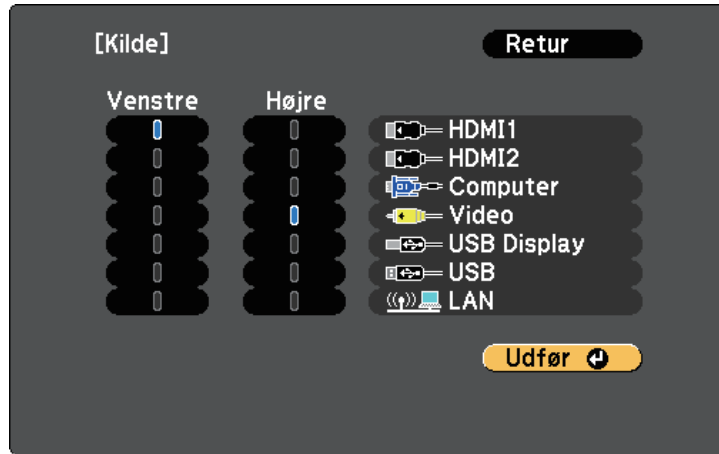 [Kilde] Retur
Venstre Højre
HDMI1
HDMI2
Computer
Video
USB Display
USB
LAN
Udfør